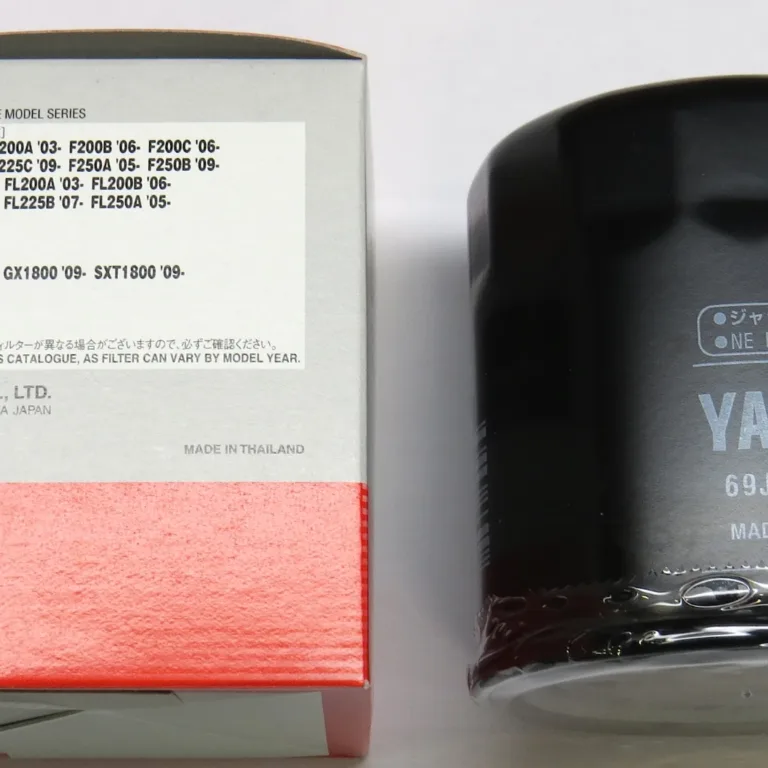 MODEL SERIES
200A '03- F200B '06- F200C '06-
225C '09- F250A '05- F250B '09-
FL200A '03- FL200B '06-
FL225B '07- FL250A '05-
GX1800 '09- SXT1800 '09-
ィルターが異なる場合がございますので、必ずご確認ください。
S CATALOGUE, AS FILTER CAN VARY BY MODEL YEAR.
., LTD.
A JAPAN
MADE IN THAILAND
●ジャ
●NE
YA
69J
MAD